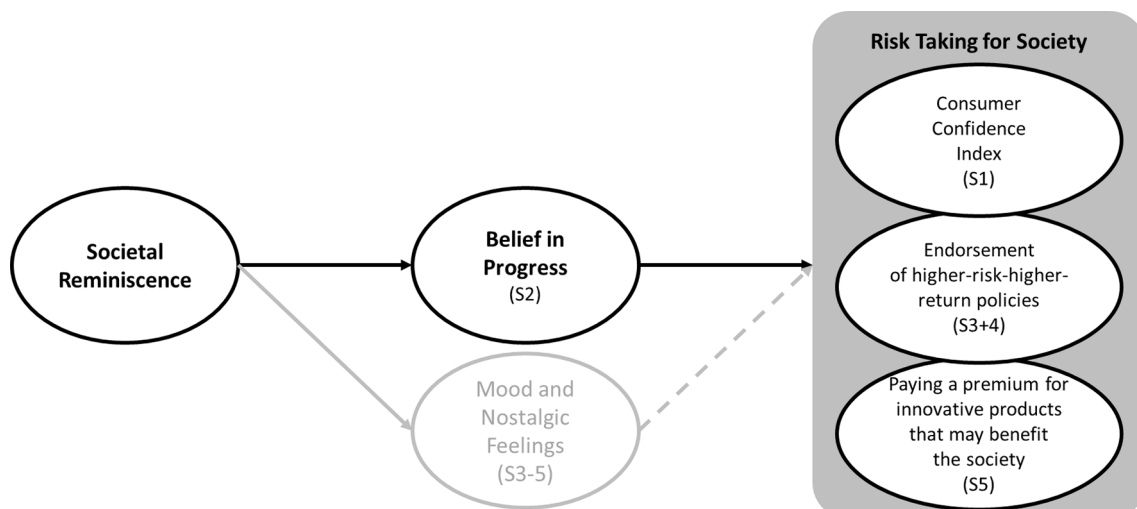 Risk Taking for Society
Consumer
Confidence
Index
(S1)
Societal
Reminiscence
Belief in
Progress
(S2)
Endorsement
of higher-risk-higher-
return policies
(S3+4)
Mood and
Nostalgic
Feelings
(S3-5)
Paying a premium for
innovative products
that may benefit
the society
(S5)